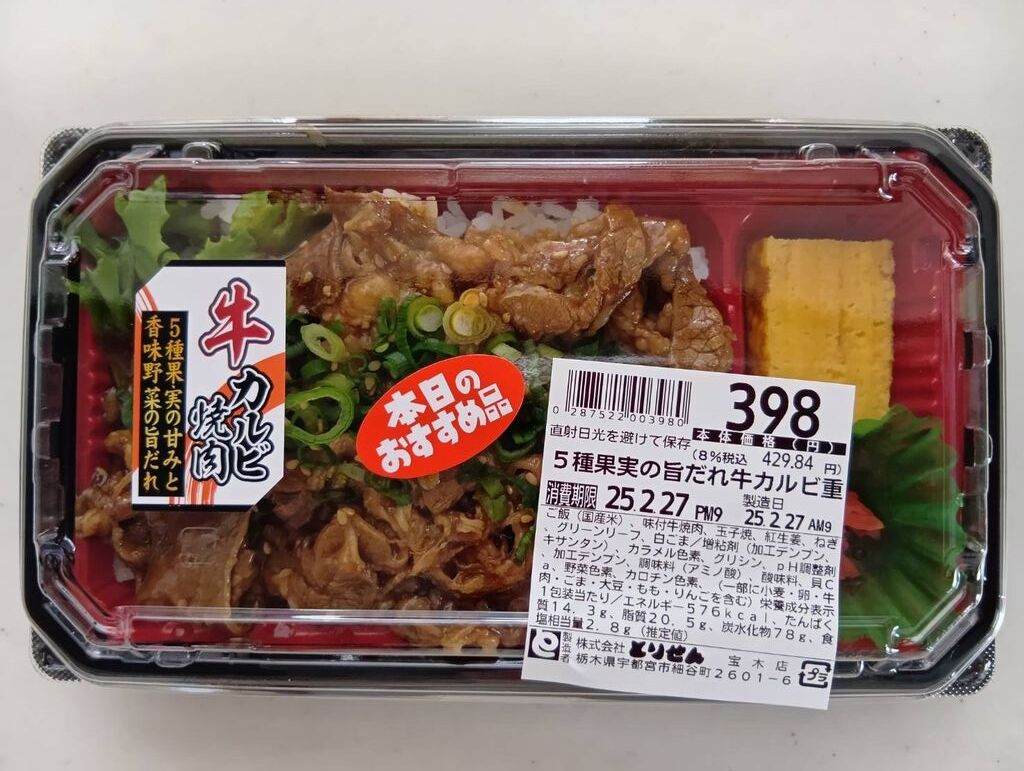 牛カルビ
焼肉
5種果実の甘みと
香味野菜の旨だれ
本日の
おすすめ品
0 287522 003980
398
直射日光を避けて保存
本体価格(円)
(8%税込 429.84 円)
5種果実の旨だれ牛カルビ重
消費期限 25.2.27 PM9
製造日
25.2.27 AM9
ご飯(国産米)、味付牛焼肉、玉子焼、紅生姜、ねぎ
、グリーンリーフ、白ごま/増粘剤(加工デンプン、
キサンタン)、カラメル色素、グリシン、pH調整剤
、加工デンプン、調味料(アミノ酸)、酸味料、貝C
a、野菜色素、カロチン色素、(一部に小麦・卵・牛
肉・ごま・大豆・もも・りんごを含む)栄養成分表示
1包装当たり/エネルギー576kcal、たんぱく
質14.3g、脂質20.5g、炭水化物78g、食
塩相当量2.8g(推定値)
製造者 株式会社 とりせん 宝木店
栃木県宇都宮市細谷町2601-6
プラ